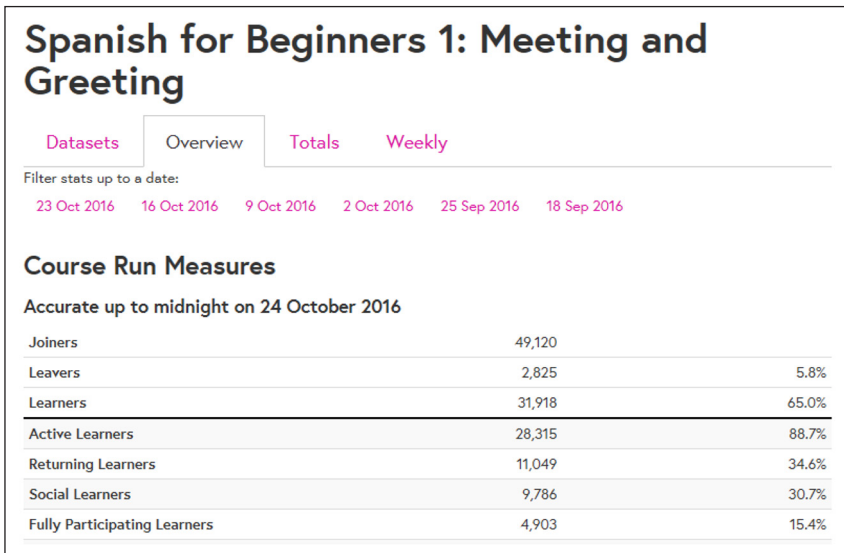 Spanish for Beginners 1: Meeting and
Greeting
Datasets Overview Totals Weekly
Filter stats up to a date:
23 Oct 2016 16 Oct 2016 9 Oct 2016 2 Oct 2016 25 Sep 2016 18 Sep 2016
Course Run Measures
Accurate up to midnight on 24 October 2016
Joiners 49,120
Leavers 2,825 5.8%
Learners 31,918 65.0%
Active Learners 28,315 88.7%
Returning Learners 11,049 34.6%
Social Learners 9,786 30.7%
Fully Participating Learners 4,903 15.4%